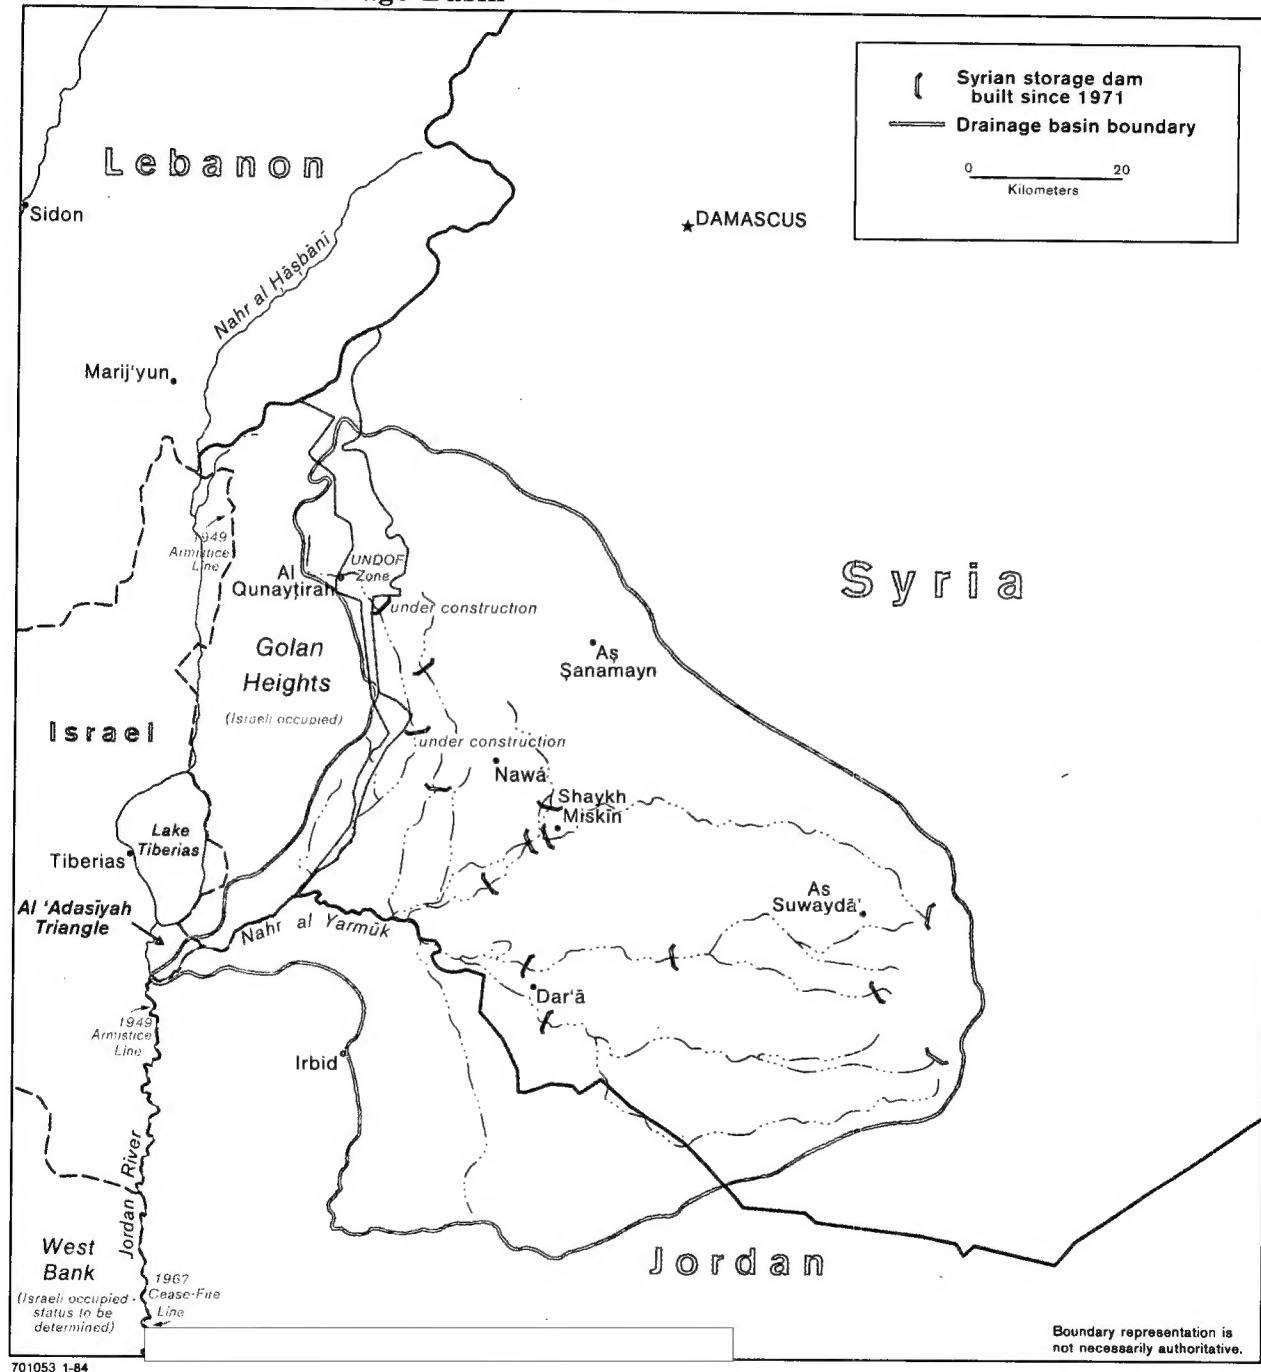 Basin
Syrian storage dam
built since 1971
Drainage basin boundary
0 20
Kilometers
Lebanon
Sidon
DAMASCUS
Nahr al Ḥāṣbānī
Marij‘yun
1949
Armistice
Line
UNDOF
Zone
Al
Qunayṭirah
under construction
Syria
Golan
Heights
(Israeli occupied)
Aṣ
Ṣanamayn
Israel
under construction
Nawá
Shaykh
Miskīn
Lake
Tiberias
Tiberias
As
Suwaydā’
Al ‘Adasīyah
Triangle
Nahr al Yarmūk
Dar‘ā
1949
Armistice
Line
Irbid
Jordan River
West
Bank
(Israeli occupied -
status to be
determined)
1967
Cease-Fire
Line
Jordan
Boundary representation is
not necessarily authoritative.
701053 1-84